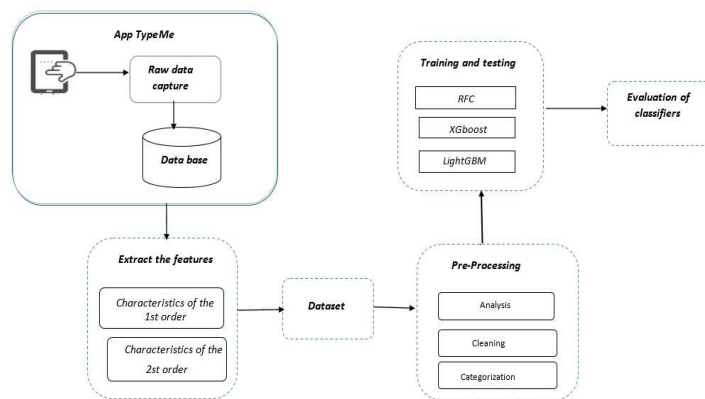 App TypeMe
Raw data
capture
Data base
Extract the features
Characteristics of the
1st order
Characteristics of the
2st order
Dataset
Pre-Processing
Analysis
Cleaning
Categorization
Training and testing
RFC
XGboost
LightGBM
Evaluation of
classifiers